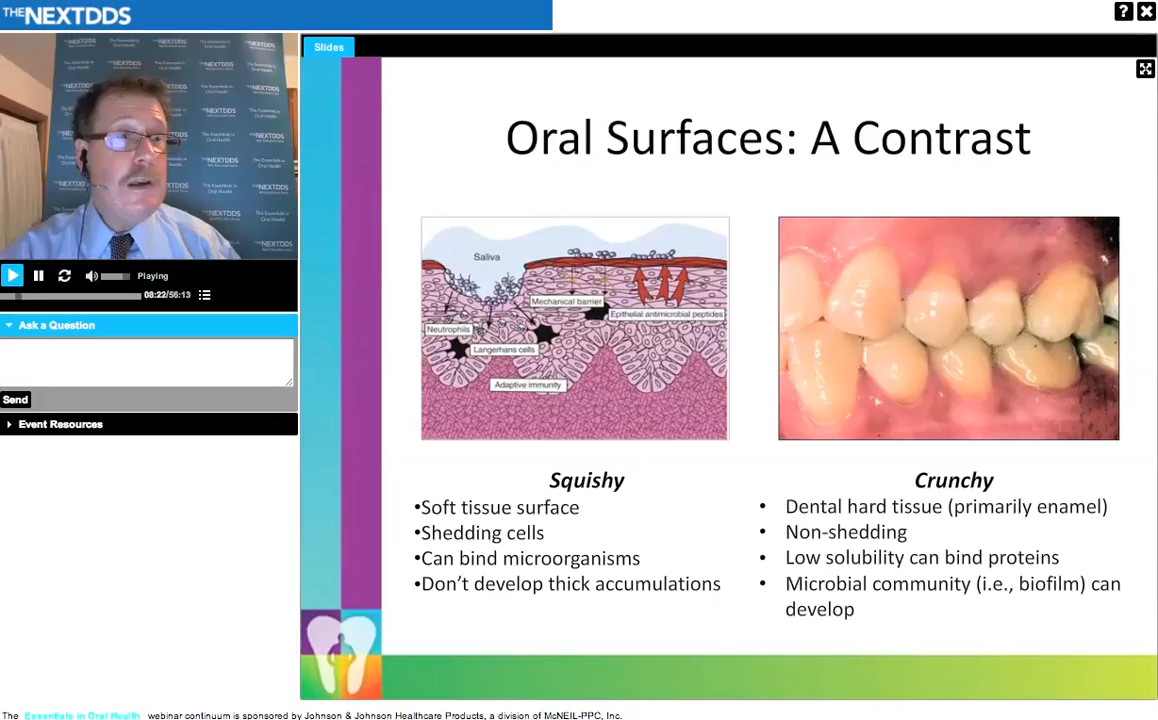 THENEXTDDS
? X
Slides
Playing
08:22/56:13
Ask a Question
Send
Event Resources
Oral Surfaces: A Contrast
Saliva
Mechanical barrier
Epithelial antimicrobial peptides
Neutrophils
Langerhans cells
Adaptive immunity
Squishy
•Soft tissue surface
•Shedding cells
•Can bind microorganisms
•Don’t develop thick accumulations
Crunchy
• Dental hard tissue (primarily enamel)
• Non-shedding
• Low solubility can bind proteins
• Microbial community (i.e., biofilm) can
develop
The Essentials in Oral Health webinar continuum is sponsored by Johnson & Johnson Healthcare Products, a division of McNEIL-PPC, Inc.